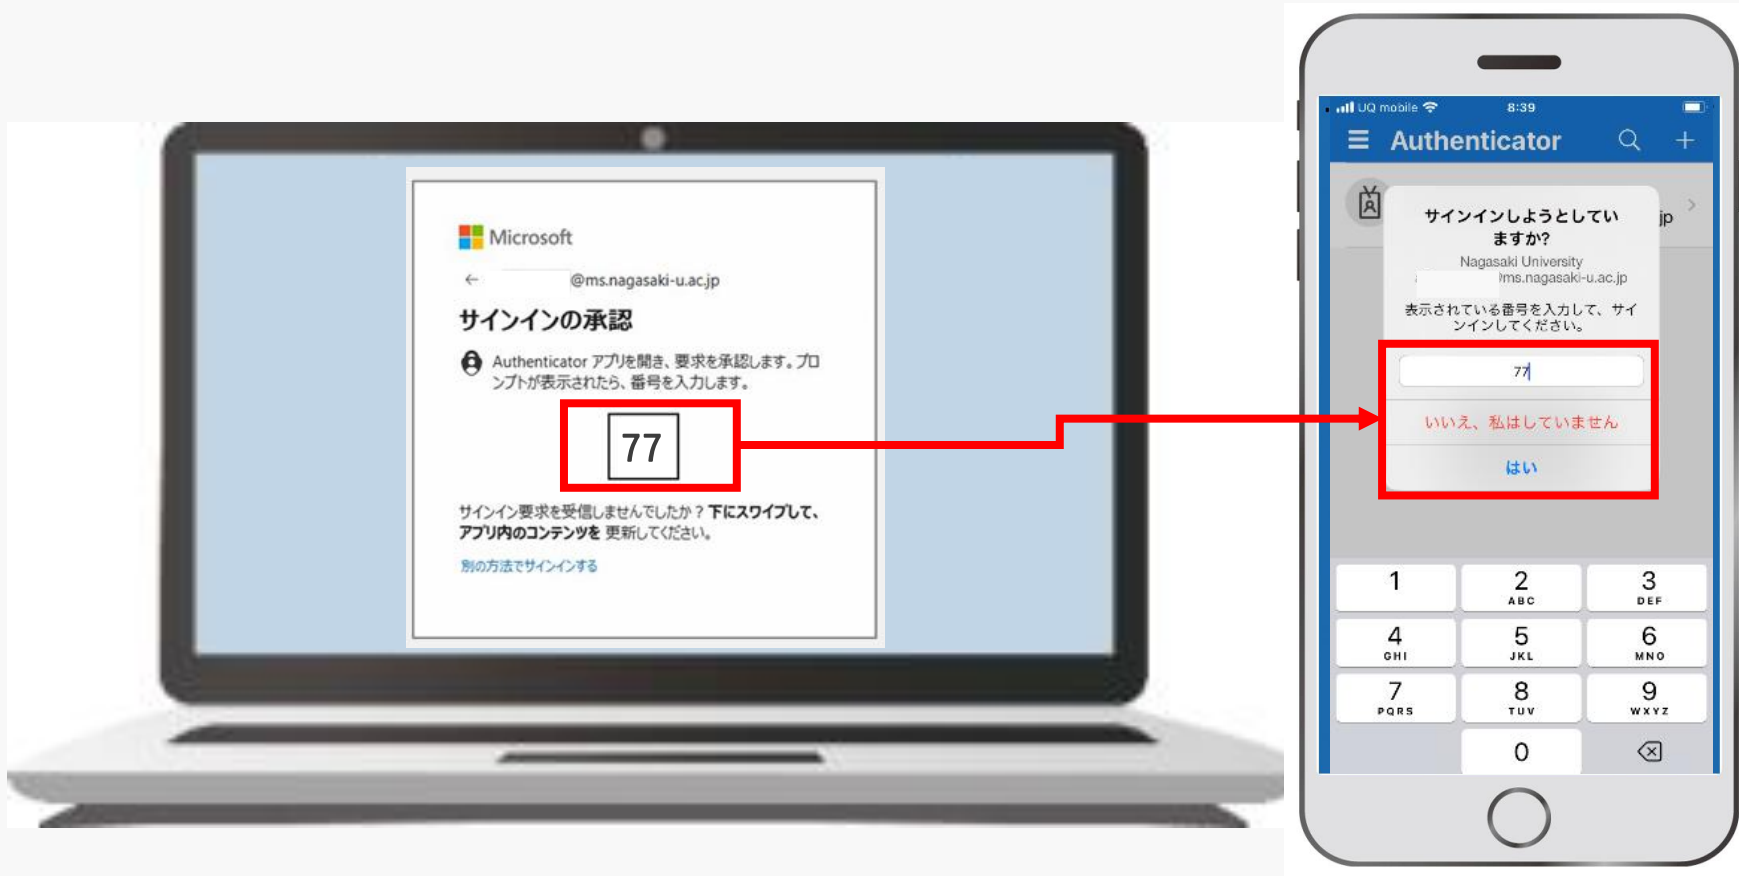 Microsoft
← @ms.nagasaki-u.ac.jp
サインインの承認
Authenticator アプリを開き、要求を承認します。プロ
ンプトが表示されたら、番号を入力します。
77
サインイン要求を受信しませんでしたか？下にスワイプして、
アプリ内のコンテンツを 更新してください。
別の方法でサインインする
UQ mobile 8:39
Authenticator
jp
サインインしようとしてい
ますか?
Nagasaki University
ms.nagasaki-u.ac.jp
表示されている番号を入力して、サイ
ンインしてください。
77
いいえ、私はしていません
はい
1 2 3
ABC DEF
4 5 6
GHI JKL MNO
7 8 9
PQRS TUV WXYZ
0